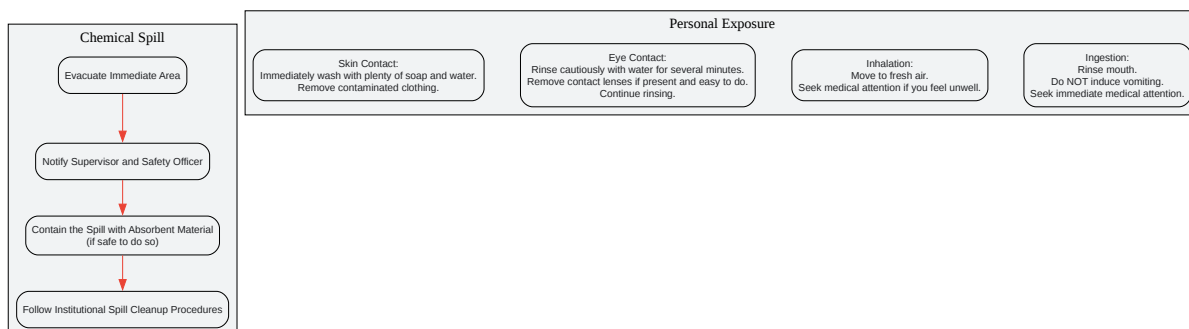 Chemical Spill
Evacuate Immediate Area
Notify Supervisor and Safety Officer
Contain the Spill with Absorbent Material
(if safe to do so)
Follow Institutional Spill Cleanup Procedures
Personal Exposure
Skin Contact:
Immediately wash with plenty of soap and water.
Remove contaminated clothing.
Eye Contact:
Rinse cautiously with water for several minutes.
Remove contact lenses if present and easy to do.
Continue rinsing.
Inhalation:
Move to fresh air.
Seek medical attention if you feel unwell.
Ingestion:
Rinse mouth.
Do NOT induce vomiting.
Seek immediate medical attention.